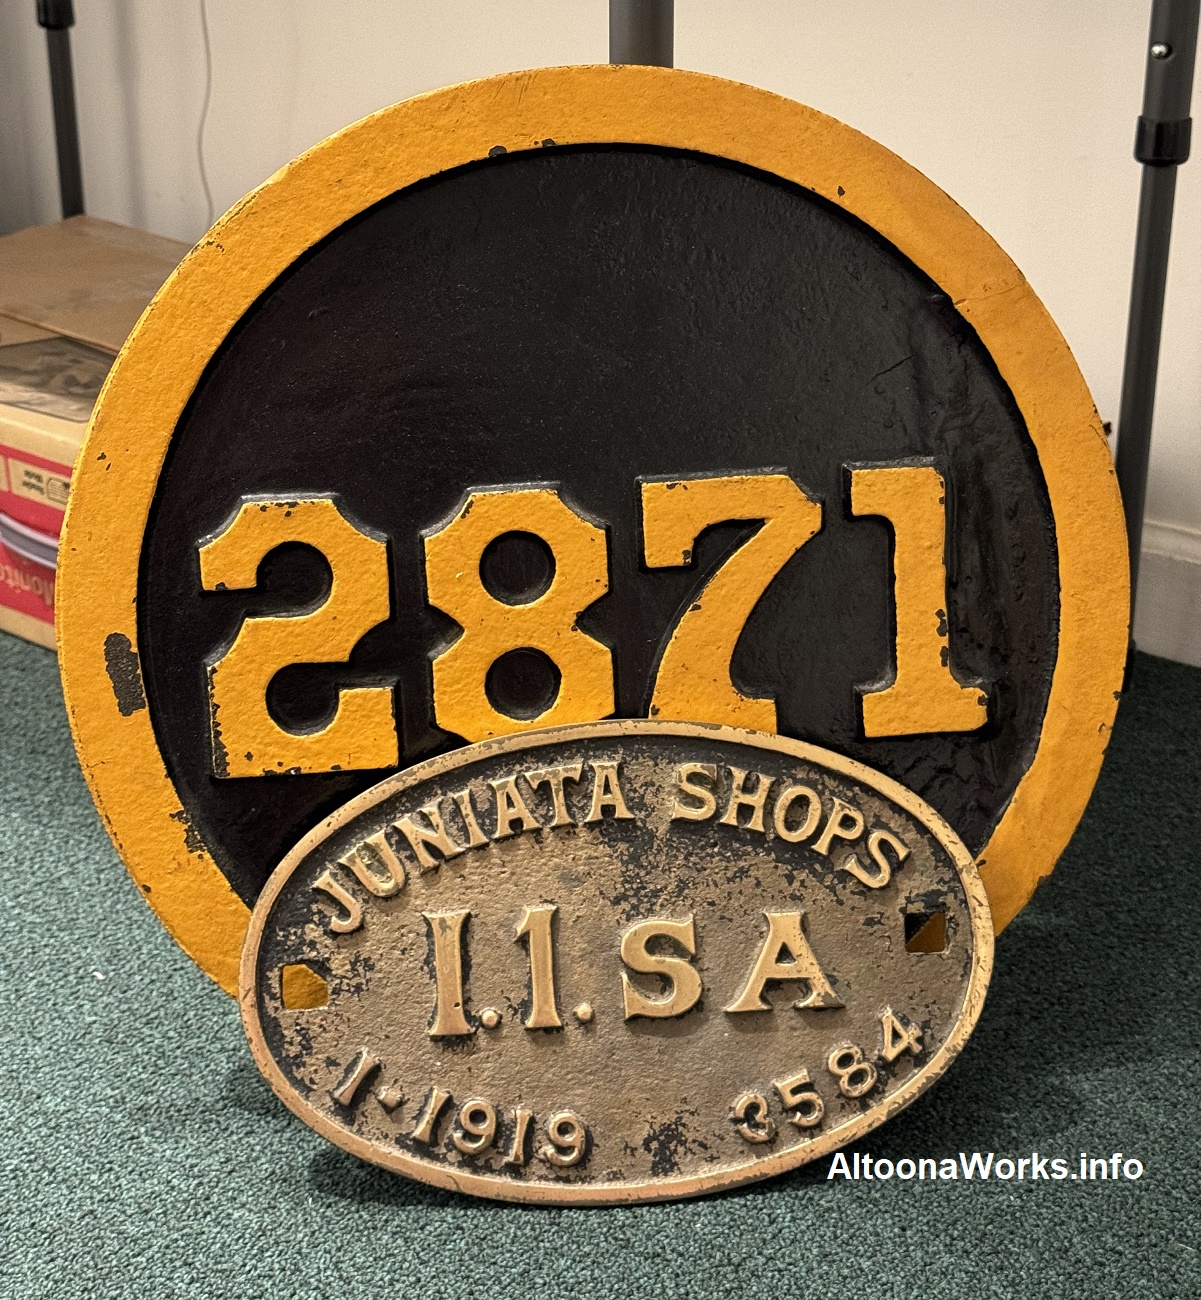 2871
JUNIATA SHOPS
I.1.SA
1·1919 3584
AltoonaWorks.info